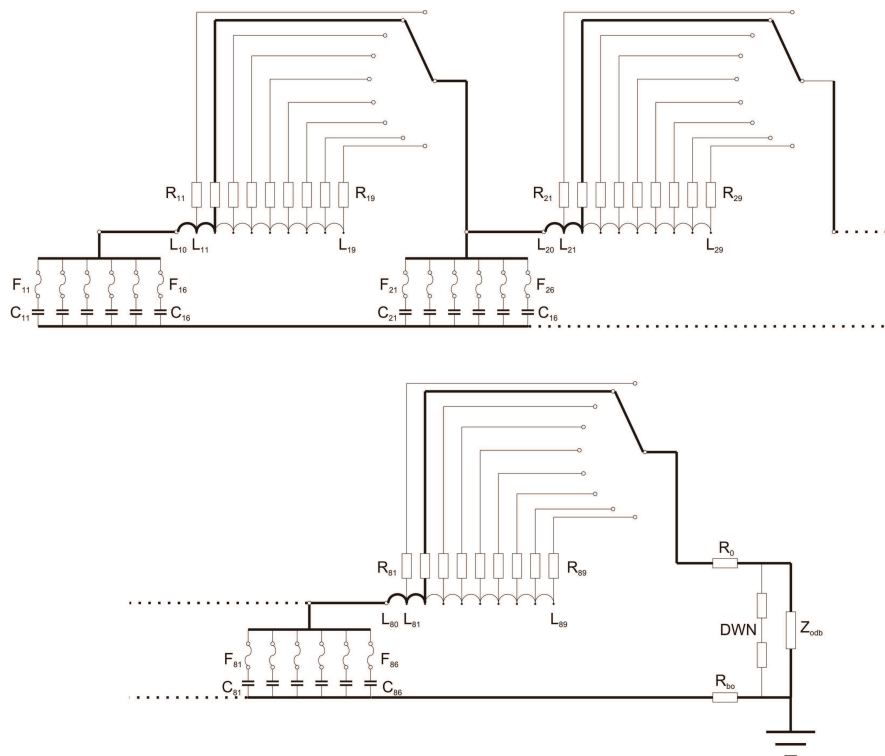 R₁₁ R₁₉ R₂₁ R₂₉
L₁₀ L₁₁ L₁₉ L₂₀ L₂₁ L₂₉
F₁₁ F₁₆ F₂₁ F₂₆
C₁₁ C₁₆ C₂₁ C₁₆
R₀
R₈₁ R₈₉
L₈₀ L₈₁ L₈₉
DWN Zₒdb
F₈₁ F₈₆
C₈₁ C₈₆ Rbo